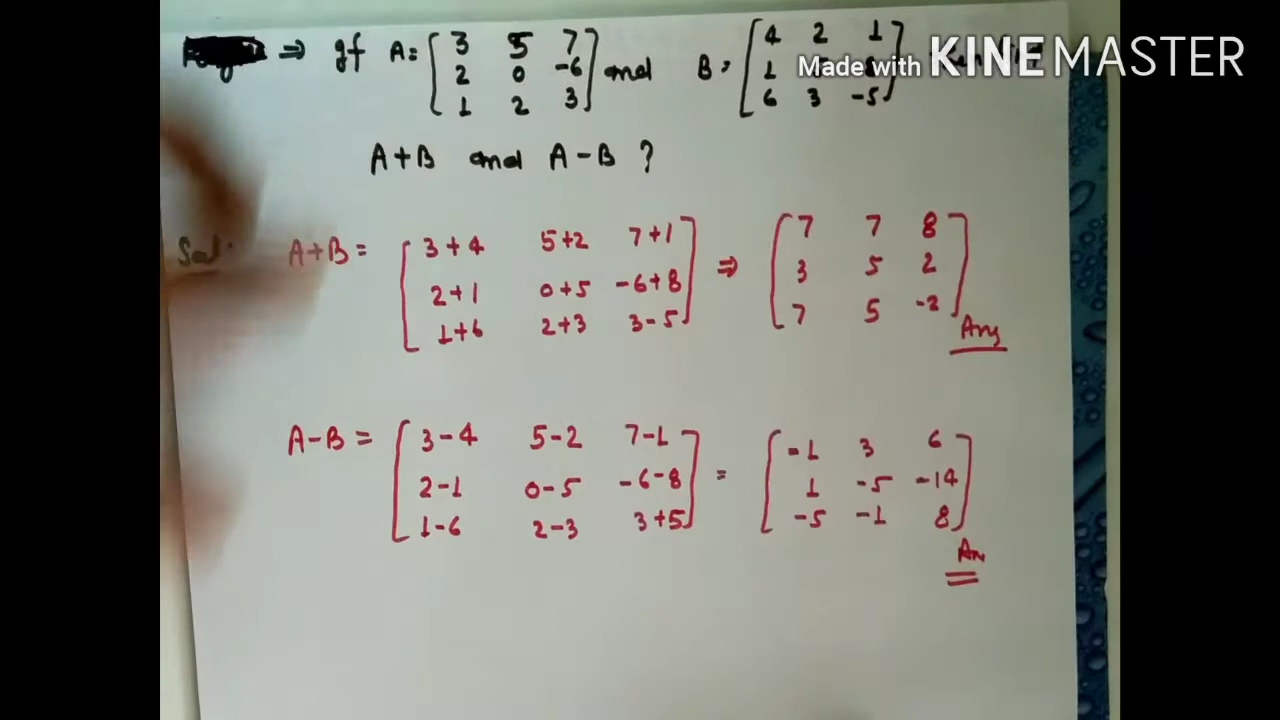 ⇒ If A = [3 5 7 and B = [4 2 1
2 0 -6 1
1 2 3] 6 3 -5]
Made with KINEMASTER
A+B and A-B ?
Sol. A+B = [3+4 5+2 7+1 ⇒ [7 7 8
2+1 0+5 -6+8 3 5 2
1+6 2+3 3-5] 7 5 -2]
Ans
A-B = [3-4 5-2 7-1 = [-1 3 6
2-1 0-5 -6-8 1 -5 -14
1-6 2-3 3+5] -5 -1 8]
An